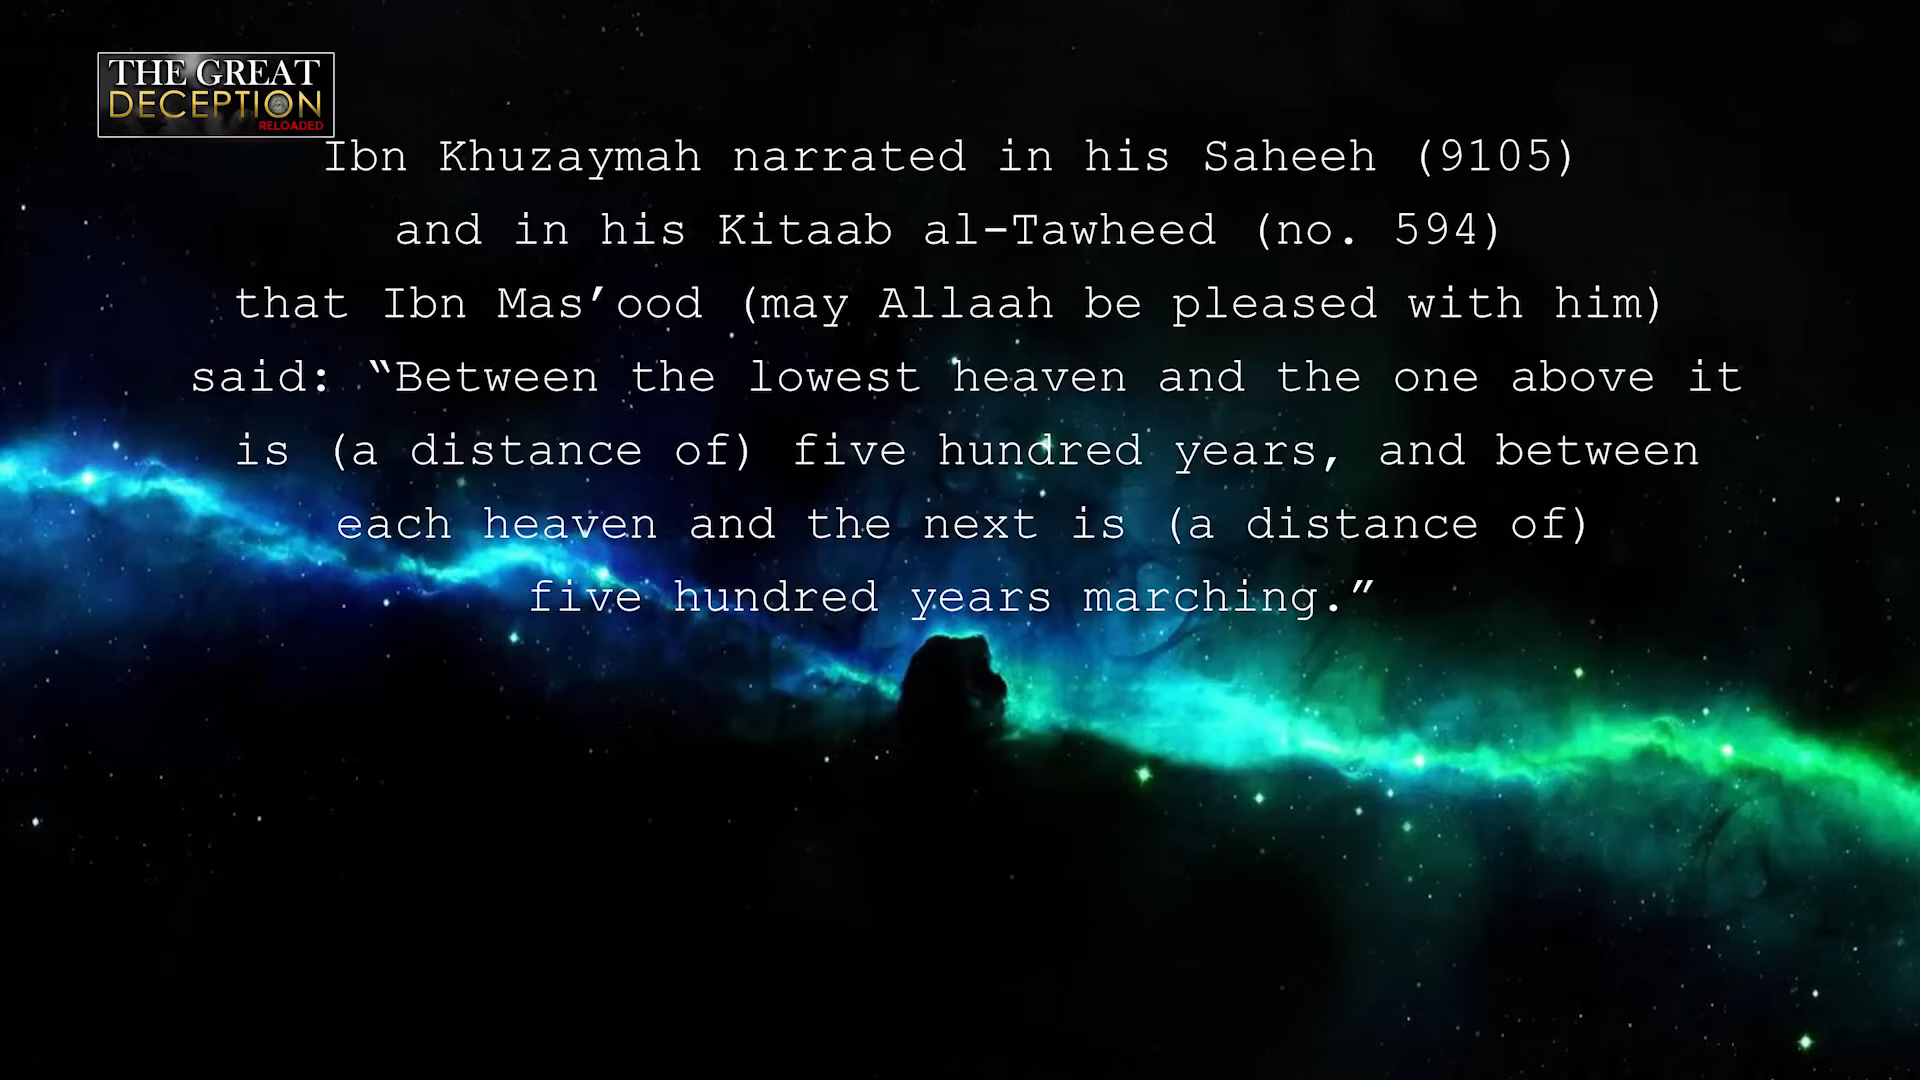 THE GREAT
DECEPTION
RELOADED
Ibn Khuzaymah narrated in his Saheeh (9105)
and in his Kitaab al-Tawheed (no. 594)
that Ibn Mas’ood (may Allaah be pleased with him)
said: “Between the lowest heaven and the one above it
is (a distance of) five hundred years, and between
each heaven and the next is (a distance of)
five hundred years marching.”